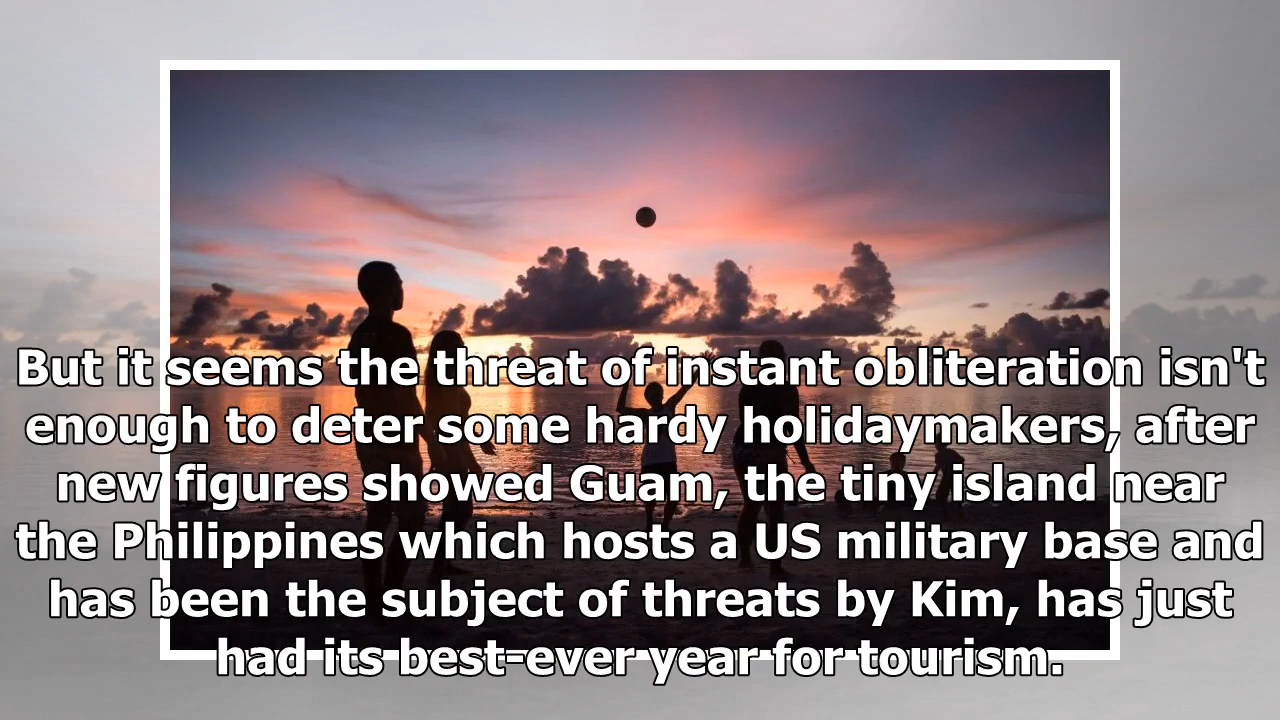 But it seems the threat of instant obliteration isn't
enough to deter some hardy holidaymakers, after
new figures showed Guam, the tiny island near
the Philippines which hosts a US military base and
has been the subject of threats by Kim, has just
had its best-ever year for tourism.